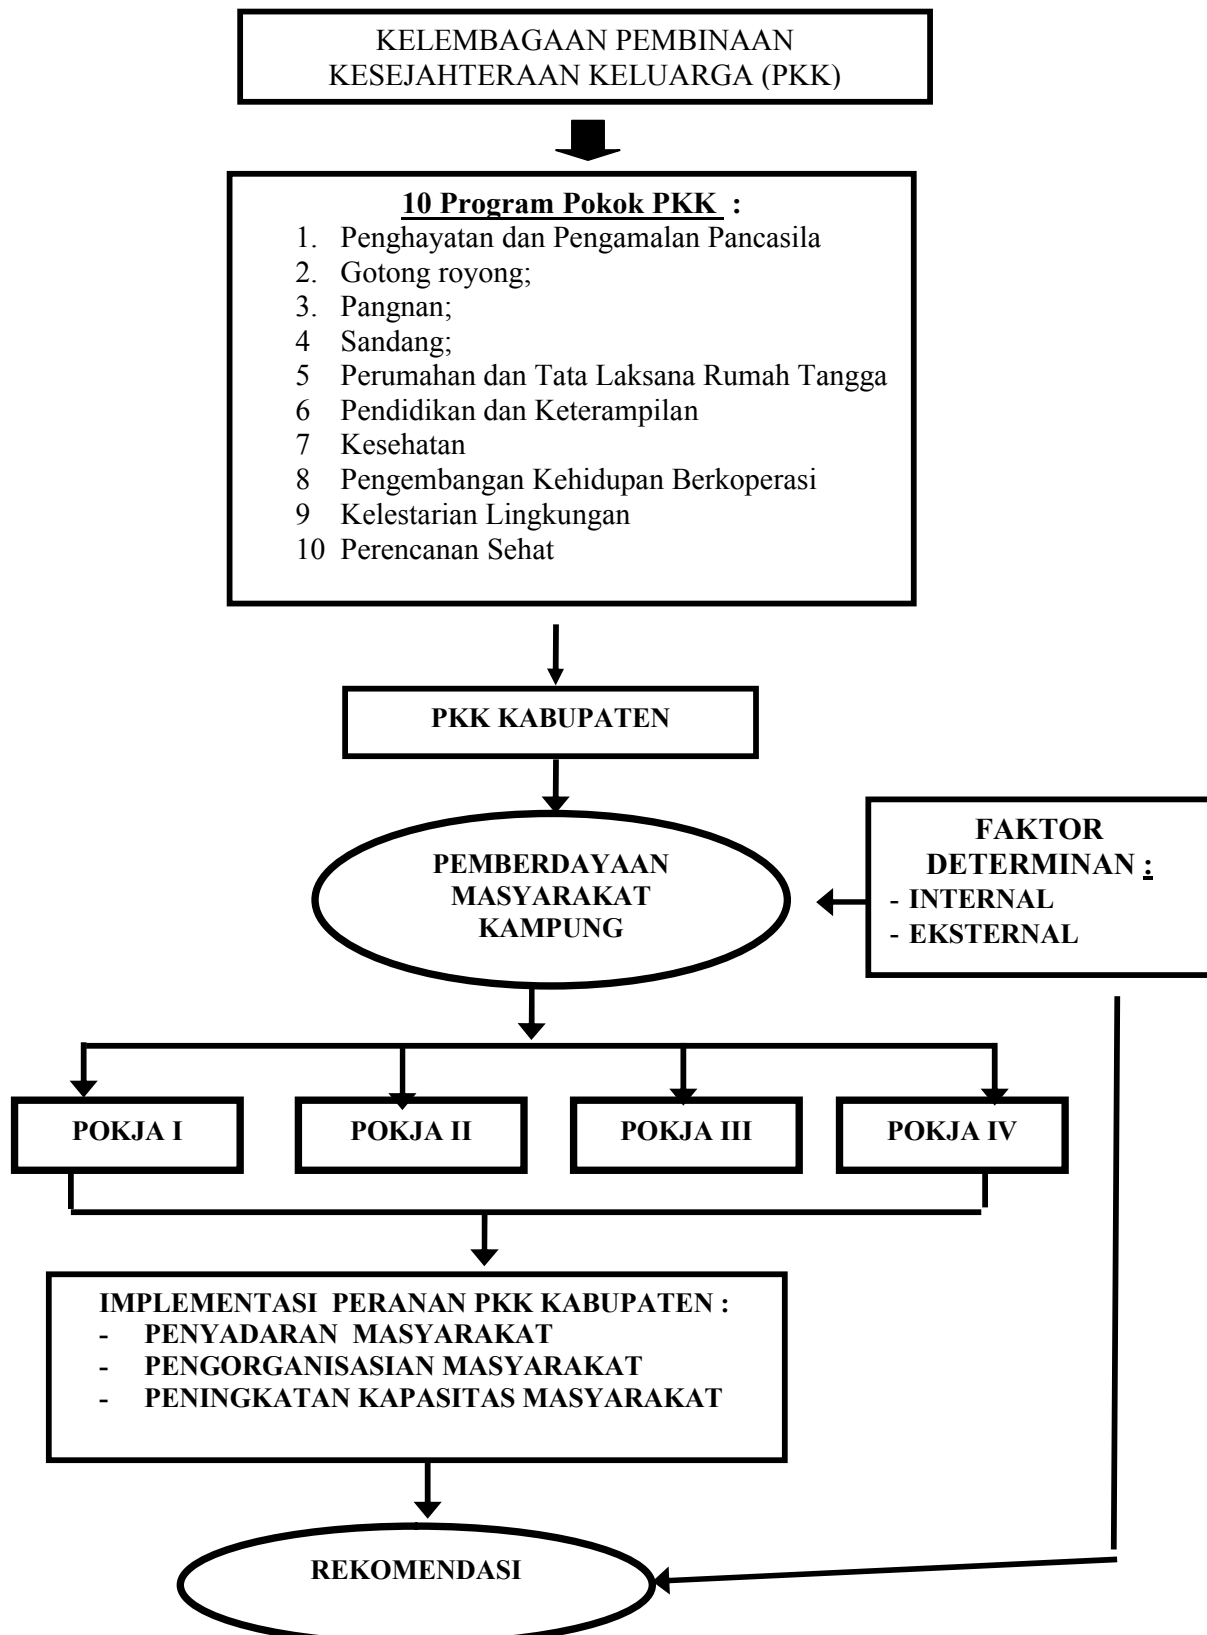 KELEMBAGAAN PEMBINAAN
KESEJAHTERAAN KELUARGA (PKK)
10 Program Pokok PKK :
1. Penghayatan dan Pengamalan Pancasila
2. Gotong royong;
3. Pangnan;
4 Sandang;
5 Perumahan dan Tata Laksana Rumah Tangga
6 Pendidikan dan Keterampilan
7 Kesehatan
8 Pengembangan Kehidupan Berkoperasi
9 Kelestarian Lingkungan
10 Perencanan Sehat
PKK KABUPATEN
PEMBERDAYAAN
MASYARAKAT
KAMPUNG
FAKTOR
DETERMINAN :
- INTERNAL
- EKSTERNAL
POKJA I
POKJA II
POKJA III
POKJA IV
IMPLEMENTASI PERANAN PKK KABUPATEN :
- PENYADARAN MASYARAKAT
- PENGORGANISASIAN MASYARAKAT
- PENINGKATAN KAPASITAS MASYARAKAT
REKOMENDASI